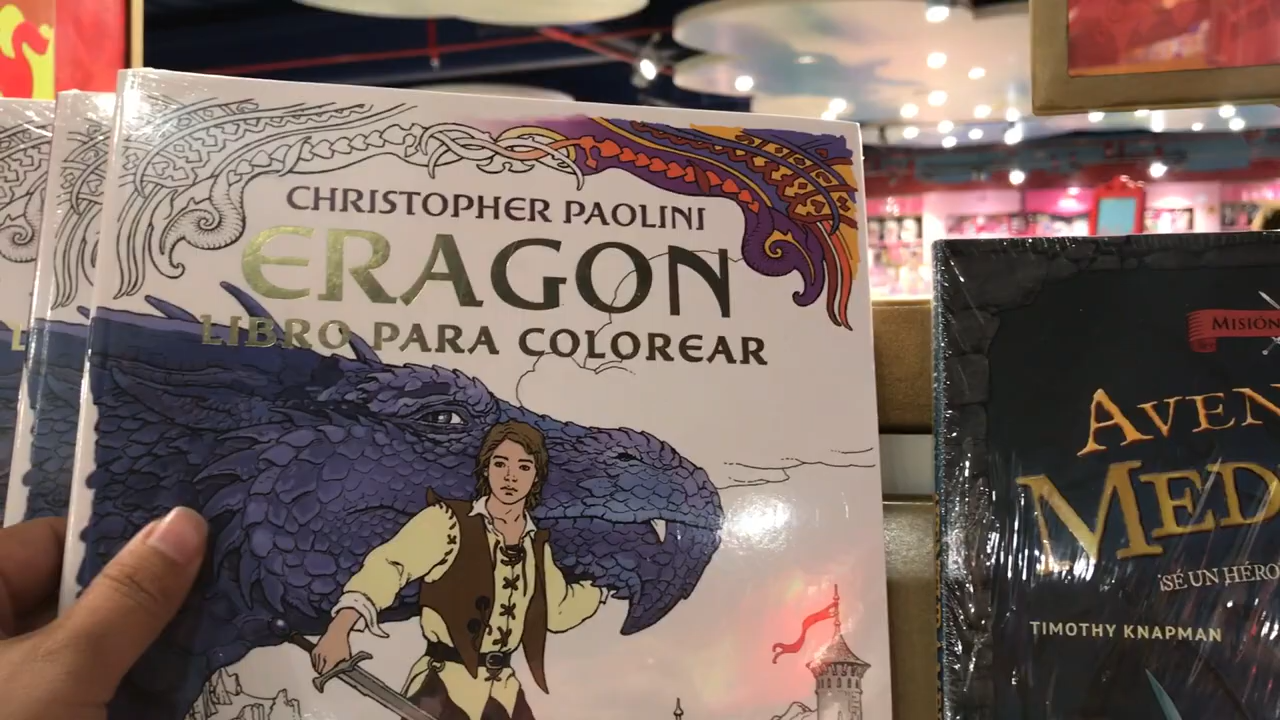 CHRISTOPHER PAOLINI
ERAGON
LIBRO PARA COLOREAR
L
MISIÓN
AVEN
MED
¡SÉ UN HÉRO
TIMOTHY KNAPMAN